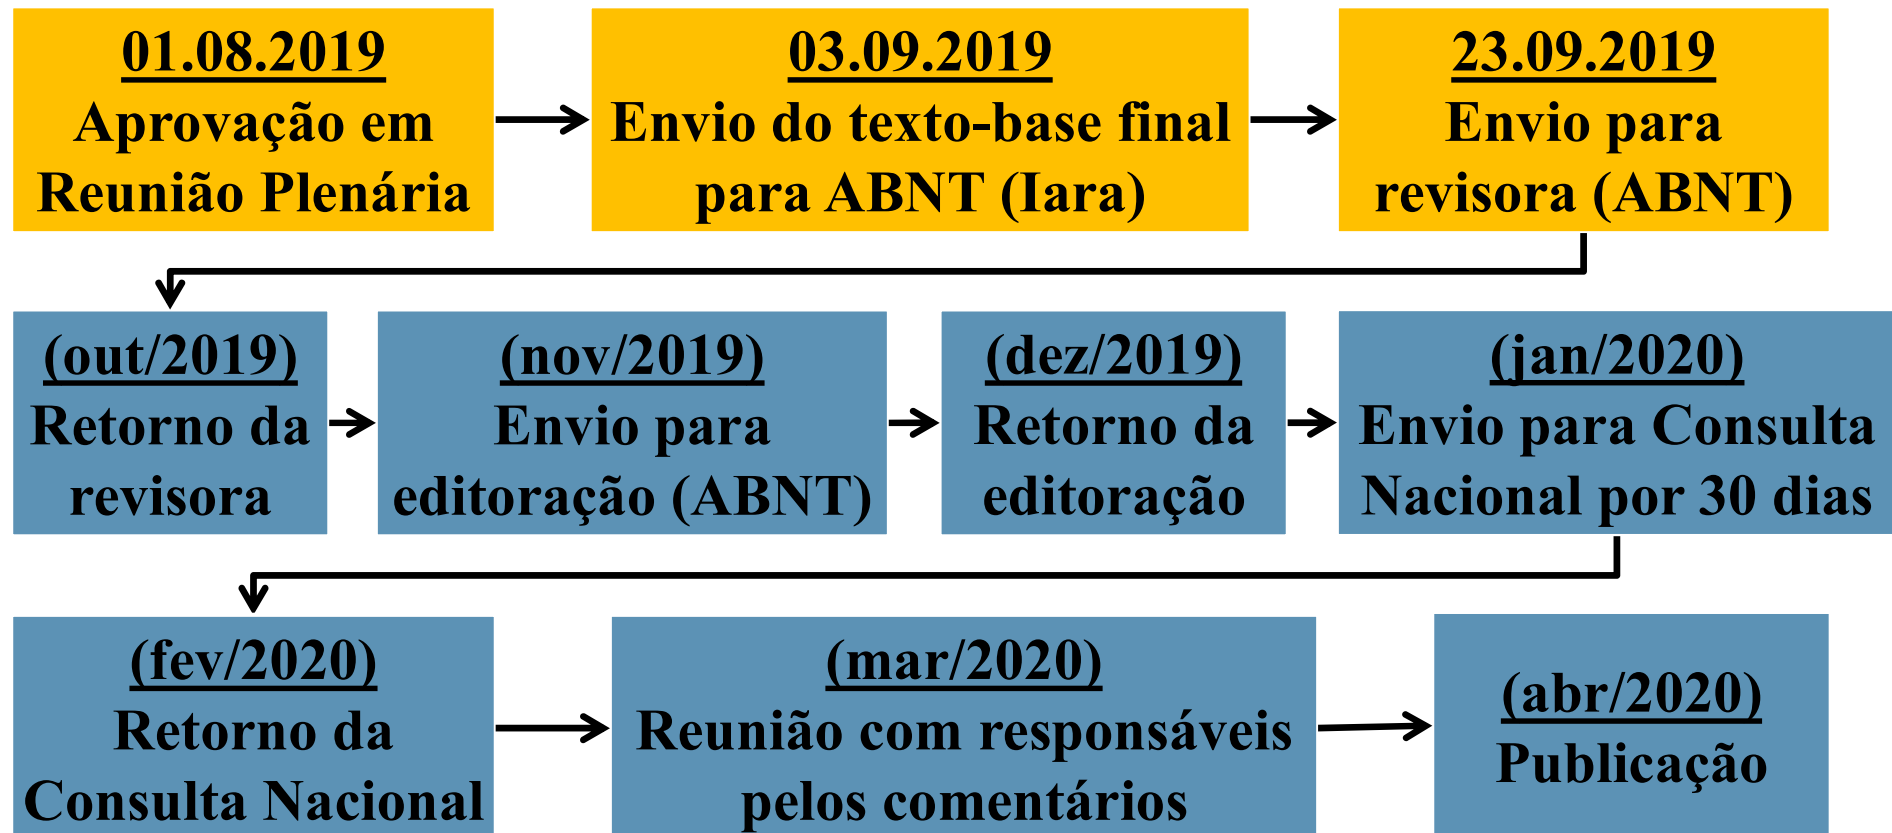 01.08.2019
Aprovação em
Reunião Plenária
03.09.2019
Envio do texto-base final
para ABNT (Iara)
23.09.2019
Envio para
revisora (ABNT)
(out/2019)
Retorno da
revisora
(nov/2019)
Envio para
editoração (ABNT)
(dez/2019)
Retorno da
editoração
(jan/2020)
Envio para Consulta
Nacional por 30 dias
(fev/2020)
Retorno da
Consulta Nacional
(mar/2020)
Reunião com responsáveis
pelos comentários
(abr/2020)
Publicação